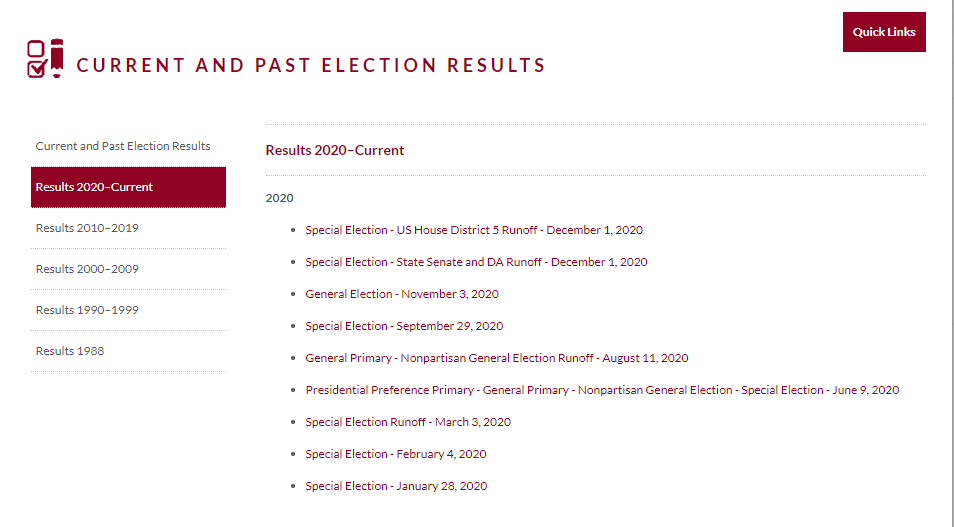 Quick Links
CURRENT AND PAST ELECTION RESULTS
Current and Past Election Results
Results 2020–Current
Results 2010–2019
Results 2000–2009
Results 1990–1999
Results 1988
Results 2020–Current
2020
Special Election - US House District 5 Runoff - December 1, 2020
Special Election - State Senate and DA Runoff - December 1, 2020
General Election - November 3, 2020
Special Election - September 29, 2020
General Primary - Nonpartisan General Election Runoff - August 11, 2020
Presidential Preference Primary - General Primary - Nonpartisan General Election - Special Election - June 9, 2020
Special Election Runoff - March 3, 2020
Special Election - February 4, 2020
Special Election - January 28, 2020